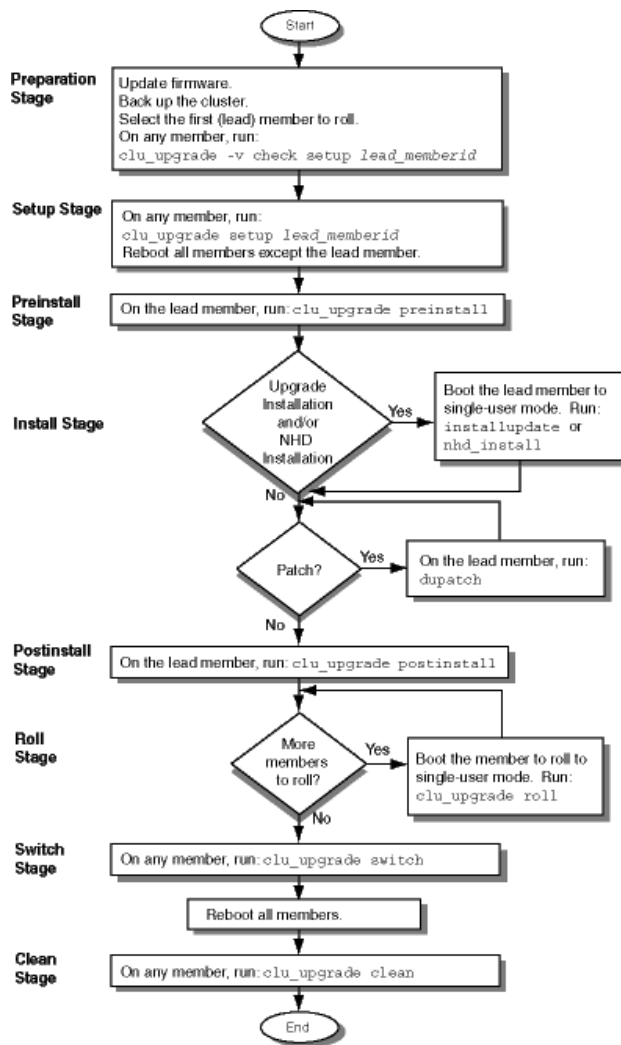 Start
Preparation
Stage
Update firmware.
Back up the cluster.
Select the first (lead) member to roll.
On any member, run:
clu_upgrade -v check setup lead_memberid
Setup Stage
On any member, run:
clu_upgrade setup lead_memberid
Reboot all members except the lead member.
Preinstall
Stage
On the lead member, run: clu_upgrade preinstall
Install Stage
Upgrade
Installation
and/or
NHD
Installation
Yes
Boot the lead member to
single-user mode. Run:
installupdate or
nhd_install
No
Patch?
Yes
On the lead member, run:
dupatch
No
Postinstall
Stage
On the lead member, run: clu_upgrade postinstall
Roll
Stage
More
members
to roll?
Yes
Boot the member to roll to
single-user mode. Run:
clu_upgrade roll
No
Switch
Stage
On any member, run: clu_upgrade switch
Reboot all members.
Clean
Stage
On any member, run: clu_upgrade clean
End